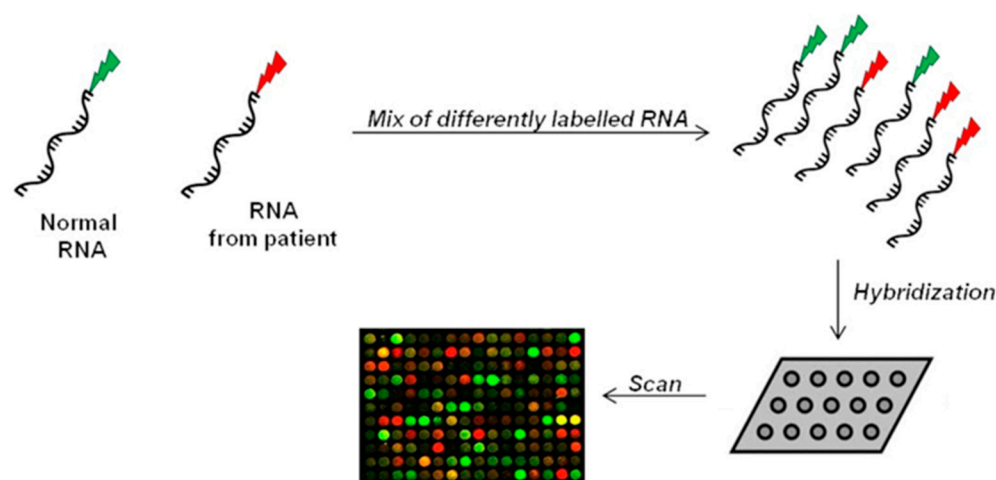 Mix of differently labelled RNA
Normal
RNA
RNA
from patient
Hybridization
Scan